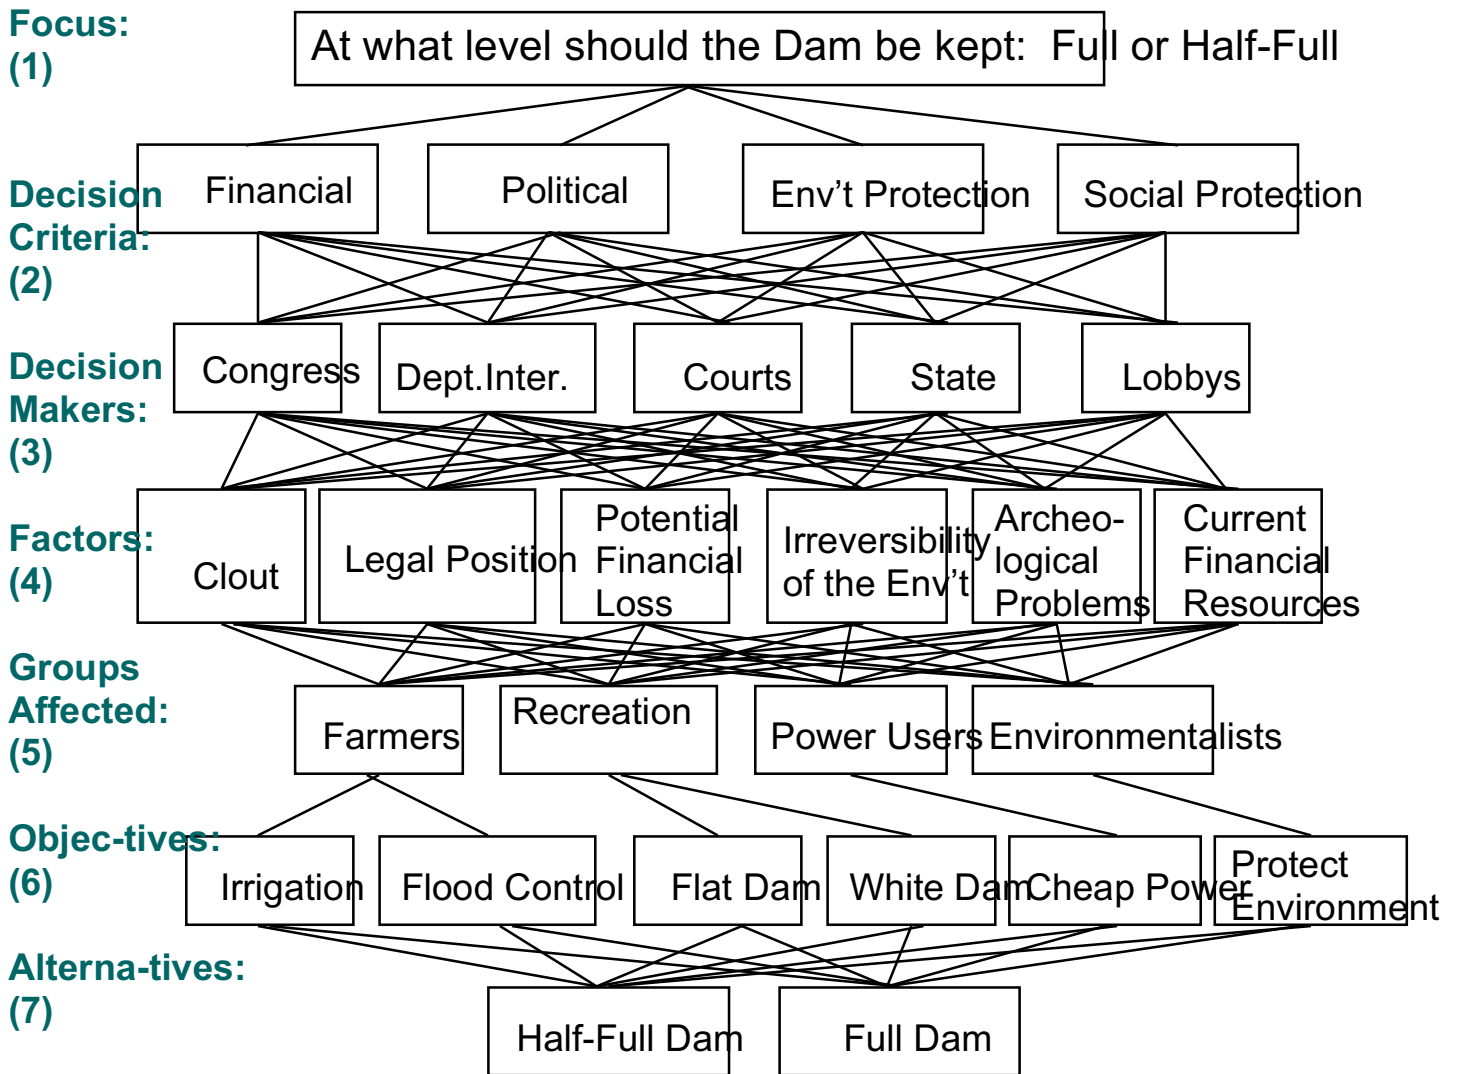 Focus:
(1)
At what level should the Dam be kept:  Full or Half-Full
Decision
Criteria:
(2)
Financial
Political
Env’t Protection
Social Protection
Decision
Makers:
(3)
Congress
Dept.Inter.
Courts
State
Lobbys
Factors:
(4)
Clout
Legal Position
Potential
Financial
Loss
Irreversibility
of the Env’t
Archeo-
logical
Problems
Current
Financial
Resources
Groups
Affected:
(5)
Farmers
Recreation
Power Users
Environmentalists
Objec-tives:
(6)
Irrigation
Flood Control
Flat Dam
White Dam
Cheap Power
Protect
Environment
Alterna-tives:
(7)
Half-Full Dam
Full Dam